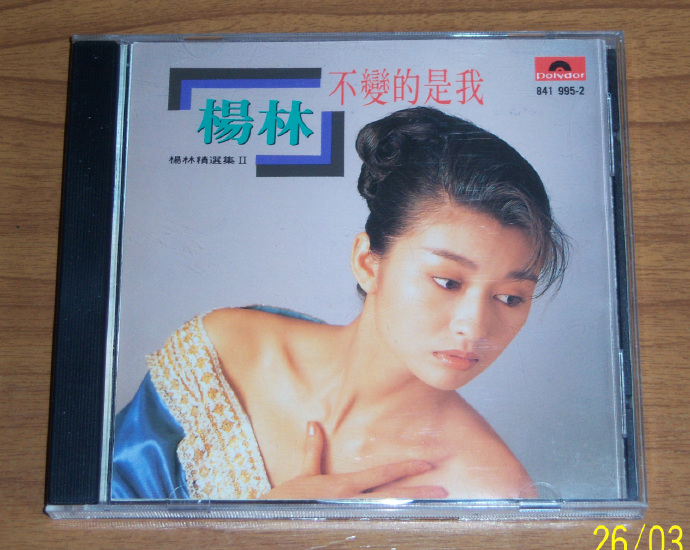 不變的是我
Polydor
841 995-2
楊林
楊林精選集 II
26/03